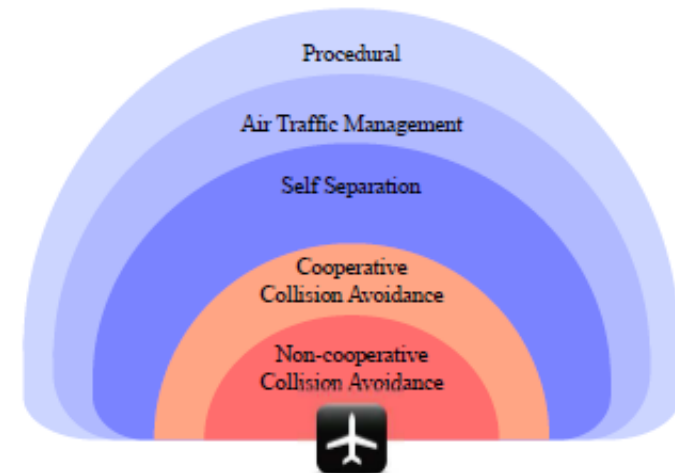 Procedural
Air Traffic Management
Self Separation
Cooperative
Collision Avoidance
Non-cooperative
Collision Avoidance